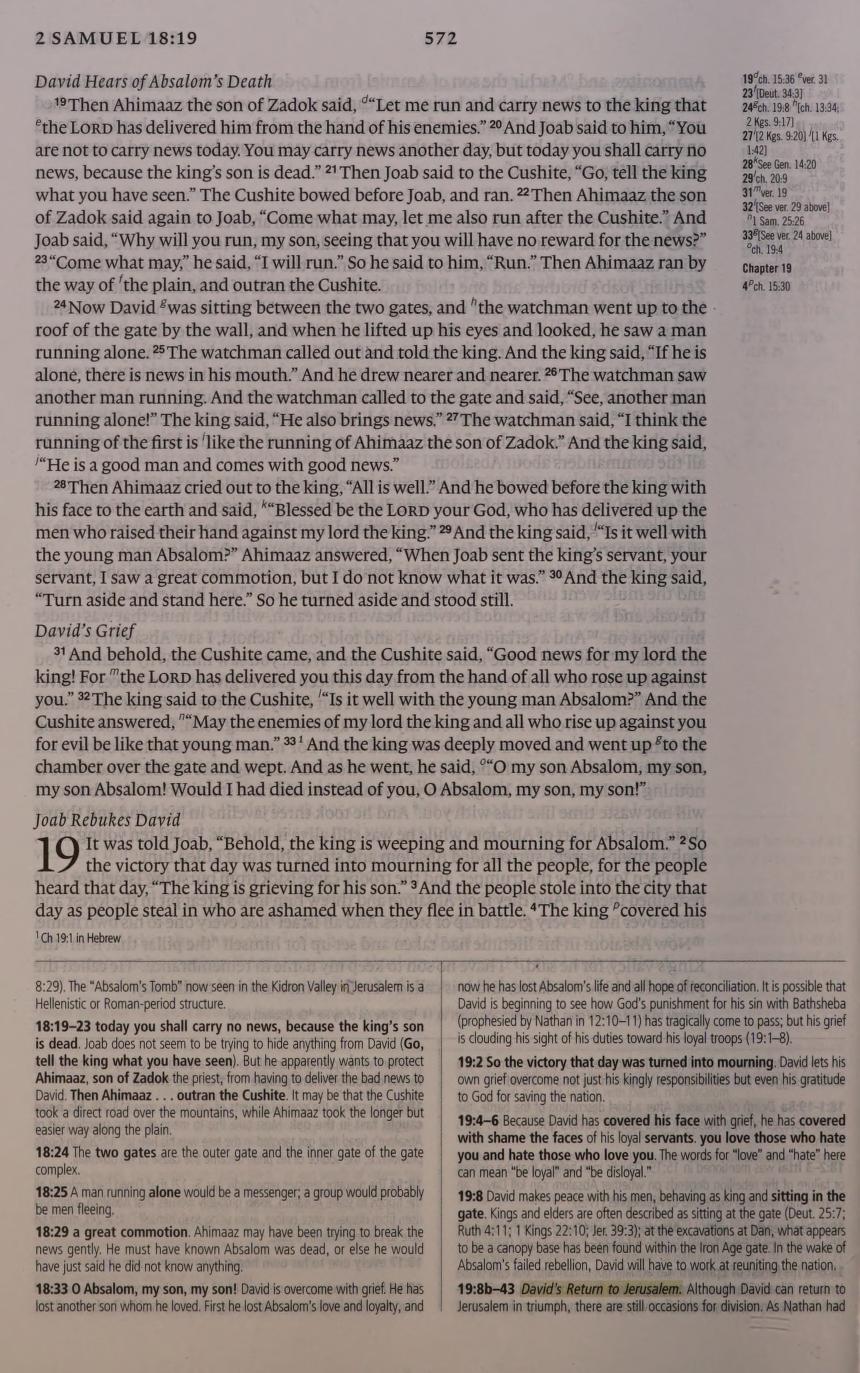 2 SAMUEL 18:19
572
David Hears of Absalom's Death
19 Then Ahimaaz the son of Zadok said, d“Let me run and carry news to the king that
e the LORD has delivered him from the hand of his enemies.” 20 And Joab said to him, “You
are not to carry news today. You may carry news another day, but today you shall carry no
news, because the king's son is dead.” 21 Then Joab said to the Cushite, “Go, tell the king
what you have seen.” The Cushite bowed before Joab, and ran. 22 Then Ahimaaz the son
of Zadok said again to Joab, “Come what may, let me also run after the Cushite.” And
Joab said, “Why will you run, my son, seeing that you will have no reward for the news?”
23 “Come what may,” he said, “I will run.” So he said to him, “Run.” Then Ahimaaz ran by
the way of f the plain, and outran the Cushite.
24 Now David g was sitting between the two gates, and h the watchman went up to the
roof of the gate by the wall, and when he lifted up his eyes and looked, he saw a man
running alone. 25 The watchman called out and told the king. And the king said, “If he is
alone, there is news in his mouth.” And he drew nearer and nearer. 26 The watchman saw
another man running. And the watchman called to the gate and said, “See, another man
running alone!” The king said, “He also brings news.” 27 The watchman said, “I think the
running of the first is i like the running of Ahimaaz the son of Zadok.” And the king said,
j“He is a good man and comes with good news.”
28 Then Ahimaaz cried out to the king, “All is well.” And he bowed before the king with
his face to the earth and said, k“Blessed be the LORD your God, who has delivered up the
men who raised their hand against my lord the king.” 29 And the king said, l“Is it well with
the young man Absalom?” Ahimaaz answered, “When Joab sent the king's servant, your
servant, I saw a great commotion, but I do not know what it was.” 30 And the king said,
“Turn aside and stand here.” So he turned aside and stood still.
David's Grief
31 And behold, the Cushite came, and the Cushite said, “Good news for my lord the
king! For m the LORD has delivered you this day from the hand of all who rose up against
you.” 32 The king said to the Cushite, l“Is it well with the young man Absalom?” And the
Cushite answered, n“May the enemies of my lord the king and all who rise up against you
for evil be like that young man.” 33 1 And the king was deeply moved and went up g to the
chamber over the gate and wept. And as he went, he said, o“O my son Absalom, my son,
my son Absalom! Would I had died instead of you, O Absalom, my son, my son!”
Joab Rebukes David
19 It was told Joab, “Behold, the king is weeping and mourning for Absalom.” 2 So
the victory that day was turned into mourning for all the people, for the people
heard that day, “The king is grieving for his son.” 3 And the people stole into the city that
day as people steal in who are ashamed when they flee in battle. 4 The king p covered his
1 Ch 19:1 in Hebrew
19 d ch. 15:36 e ver. 31
23 f [Deut. 34:3]
24 g ch. 19:8 h [ch. 13:34;
2 Kgs. 9:17]
27 i [2 Kgs. 9:20] j [1 Kgs.
1:42]
28 k See Gen. 14:20
29 l ch. 20:9
31 m ver. 19
32 l [See ver. 29 above]
n 1 Sam. 25:26
33 g [See ver. 24 above]
o ch. 19:4
Chapter 19
4 p ch. 15:30
8:29). The “Absalom's Tomb” now seen in the Kidron Valley in Jerusalem is a
Hellenistic or Roman-period structure.
18:19–23 today you shall carry no news, because the king's son
is dead. Joab does not seem to be trying to hide anything from David (Go,
tell the king what you have seen). But he apparently wants to protect
Ahimaaz, son of Zadok the priest, from having to deliver the bad news to
David. Then Ahimaaz . . . outran the Cushite. It may be that the Cushite
took a direct road over the mountains, while Ahimaaz took the longer but
easier way along the plain.
18:24 The two gates are the outer gate and the inner gate of the gate
complex.
18:25 A man running alone would be a messenger; a group would probably
be men fleeing.
18:29 a great commotion. Ahimaaz may have been trying to break the
news gently. He must have known Absalom was dead, or else he would
have just said he did not know anything.
18:33 O Absalom, my son, my son! David is overcome with grief. He has
lost another son whom he loved. First he lost Absalom's love and loyalty, and
now he has lost Absalom's life and all hope of reconciliation. It is possible that
David is beginning to see how God's punishment for his sin with Bathsheba
(prophesied by Nathan in 12:10–11) has tragically come to pass; but his grief
is clouding his sight of his duties toward his loyal troops (19:1–8).
19:2 So the victory that day was turned into mourning. David lets his
own grief overcome not just his kingly responsibilities but even his gratitude
to God for saving the nation.
19:4–6 Because David has covered his face with grief, he has covered
with shame the faces of his loyal servants. you love those who hate
you and hate those who love you. The words for “love” and “hate” here
can mean “be loyal” and “be disloyal.”
19:8 David makes peace with his men, behaving as king and sitting in the
gate. Kings and elders are often described as sitting at the gate (Deut. 25:7;
Ruth 4:11; 1 Kings 22:10; Jer. 39:3); at the excavations at Dan, what appears
to be a canopy base has been found within the Iron Age gate. In the wake of
Absalom's failed rebellion, David will have to work at reuniting the nation.
19:8b–43 David's Return to Jerusalem. Although David can return to
Jerusalem in triumph, there are still occasions for division. As Nathan had